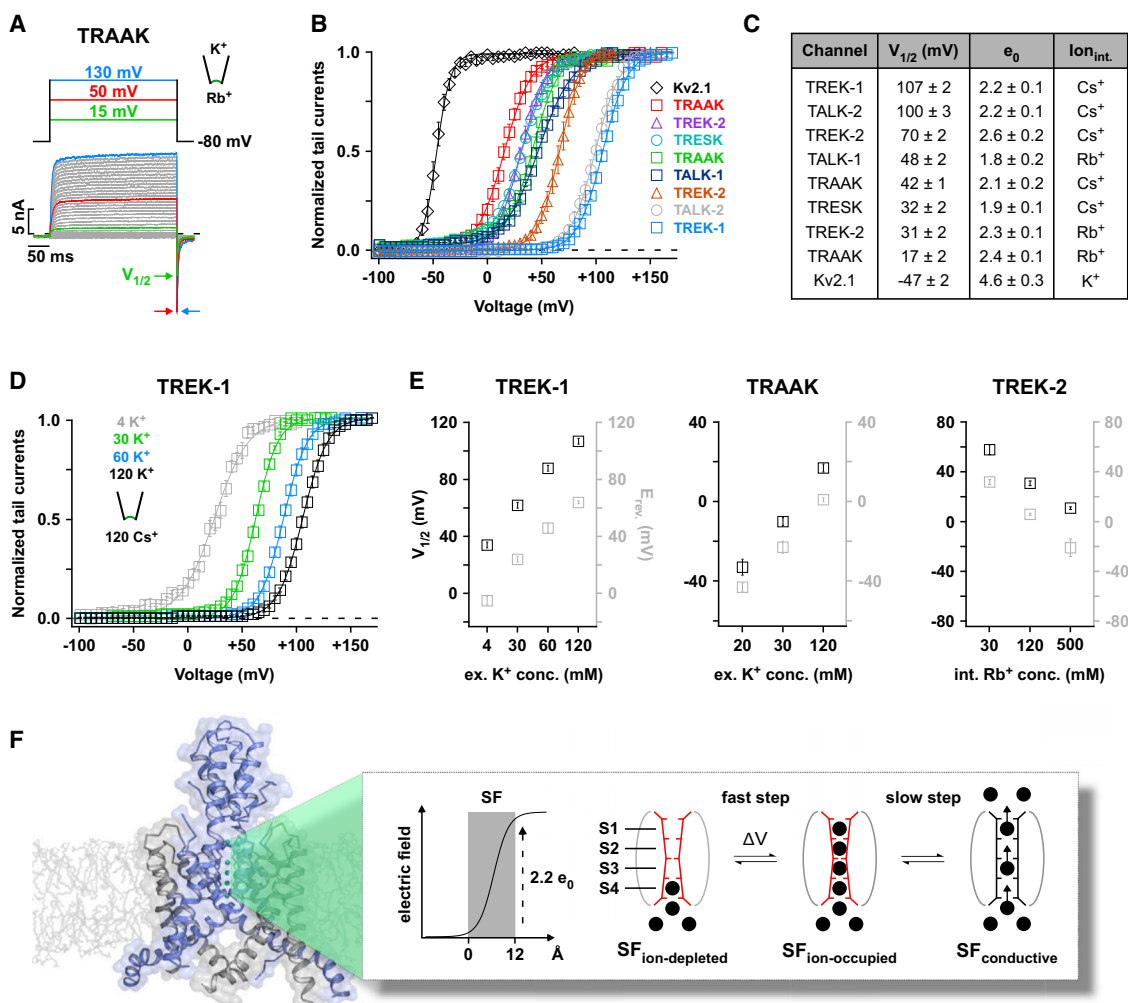 A
TRAAK
130 mV
50 mV
15 mV
-80 mV
K+
Rb+
5 nA
50 ms
V1/2
B
Normalized tail currents
1.0
0.5
0.0
-100 -50 0 +50 +100 +150
Voltage (mV)
Kv2.1
TRAAK
TREK-2
TRESK
TRAAK
TALK-1
TREK-2
TALK-2
TREK-1
C
Channel V1/2 (mV) e0 Ionint.
TREK-1 107 ± 2 2.2 ± 0.1 Cs+
TALK-2 100 ± 3 2.2 ± 0.1 Cs+
TREK-2 70 ± 2 2.6 ± 0.2 Cs+
TALK-1 48 ± 2 1.8 ± 0.2 Rb+
TRAAK 42 ± 1 2.1 ± 0.2 Cs+
TRESK 32 ± 2 1.9 ± 0.1 Cs+
TREK-2 31 ± 2 2.3 ± 0.1 Rb+
TRAAK 17 ± 2 2.4 ± 0.1 Rb+
Kv2.1 -47 ± 2 4.6 ± 0.3 K+
D
TREK-1
Normalized tail currents
1.0
0.5
0.0
4 K+
30 K+
60 K+
120 K+
120 Cs+
-100 -50 0 +50 +100 +150
Voltage (mV)
E
TREK-1
V1/2 (mV)
120
80
40
0
120
80
40
0
Erev. (mV)
4 30 60 120
ex. K+ conc. (mM)
TRAAK
40
0
-40
40
0
-40
20 30 120
ex. K+ conc. (mM)
TREK-2
80
40
0
-40
-80
80
60
40
20
0
-20
-40
-60
-80
30 120 500
int. Rb+ conc. (mM)
F
SF
electric field
2.2 e0
0 12 Å
S1
S2
S3
S4
fast step
ΔV
slow step
SFion-depleted
SFion-occupied
SFconductive